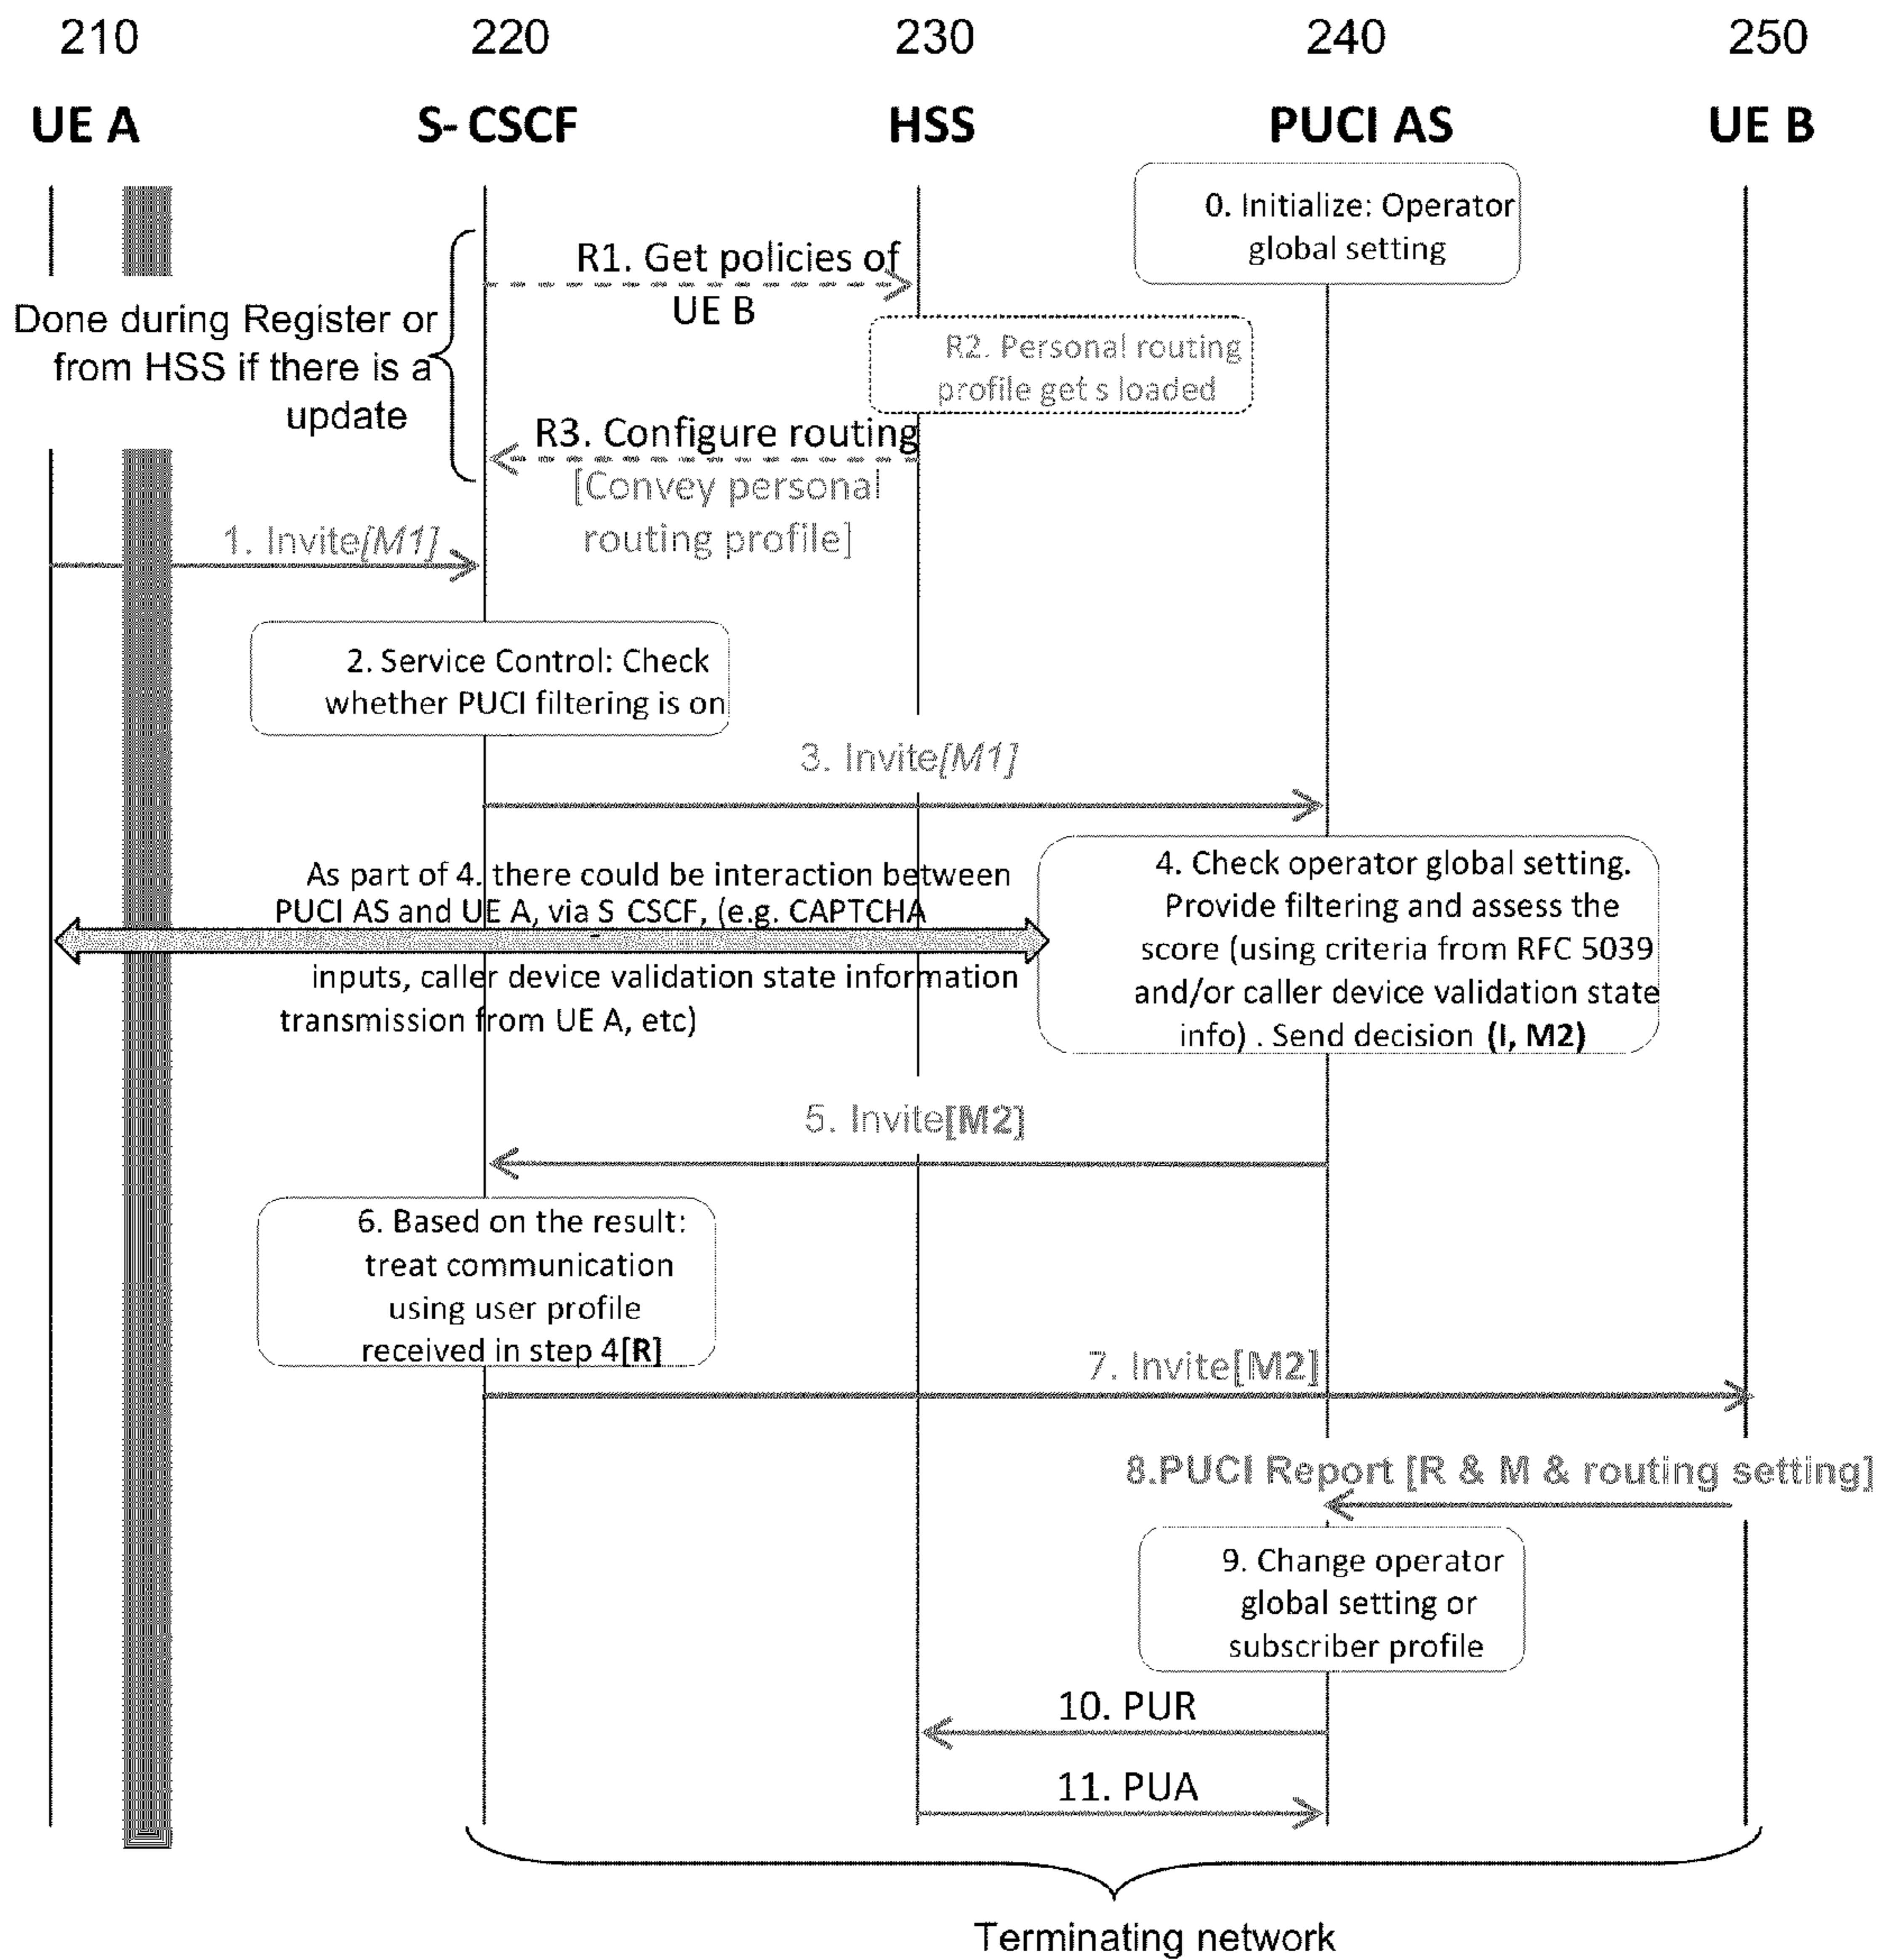 210 220 230 240 250
UE A S-CSCF HSS PUCI AS UE B
0. Initialize: Operator
global setting
R1. Get policies of
UE B
Done during Register or
from HSS if there is a
update
R2. Personal routing
profile get s loaded
R3. Configure routing
[Convey personal
routing profile]
1. Invite[M1]
2. Service Control: Check
whether PUCI filtering is on
3. Invite[M1]
As part of 4. there could be interaction between
PUCI AS and UE A, via S CSCF, (e.g. CAPTCHA
inputs, caller device validation state information
transmission from UE A, etc)
4. Check operator global setting.
Provide filtering and assess the
score (using criteria from RFC 5039
and/or caller device validation state
info) . Send decision (I, M2)
5. Invite[M2]
6. Based on the result:
treat communication
using user profile
received in step 4[R]
7. Invite[M2]
8.PUCI Report [R & M & routing setting]
9. Change operator
global setting or
subscriber profile
10. PUR
11. PUA
Terminating network